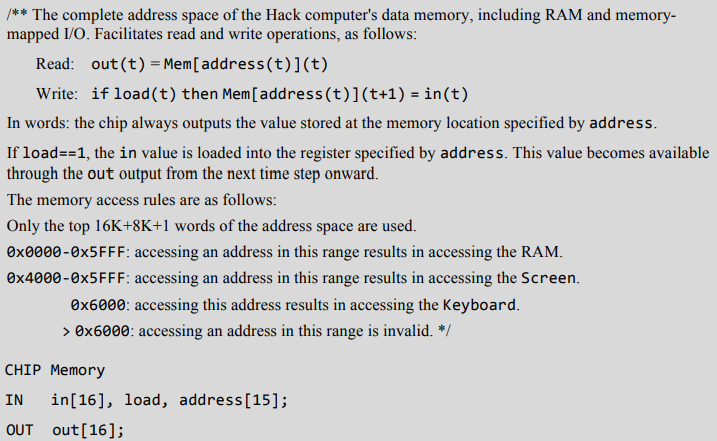 /** The complete address space of the Hack computer's data memory, including RAM and memory-
mapped I/O. Facilitates read and write operations, as follows:
Read: out(t) = Mem[address(t)](t)
Write: if load(t) then Mem[address(t)](t+1) = in(t)
In words: the chip always outputs the value stored at the memory location specified by address.
If load==1, the in value is loaded into the register specified by address. This value becomes available
through the out output from the next time step onward.
The memory access rules are as follows:
Only the top 16K+8K+1 words of the address space are used.
0x0000-0x5FFF: accessing an address in this range results in accessing the RAM.
0x4000-0x5FFF: accessing an address in this range results in accessing the Screen.
0x6000: accessing this address results in accessing the Keyboard.
> 0x6000: accessing an address in this range is invalid. */
CHIP Memory
IN in[16], load, address[15];
OUT out[16];